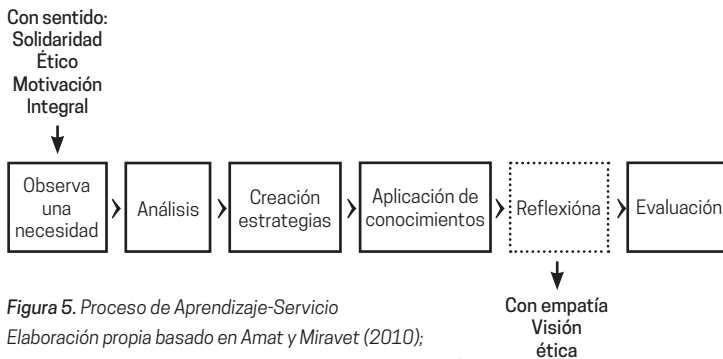 Con sentido:
Solidaridad
Ético
Motivación
Integral
Observa
una
necesidad
Análisis
Creación
estrategias
Aplicación de
conocimientos
Reflexióna
Evaluación
Con empatía
Visión
ética
Figura 5. Proceso de Aprendizaje-Servicio
Elaboración propia basado en Amat y Miravet (2010);